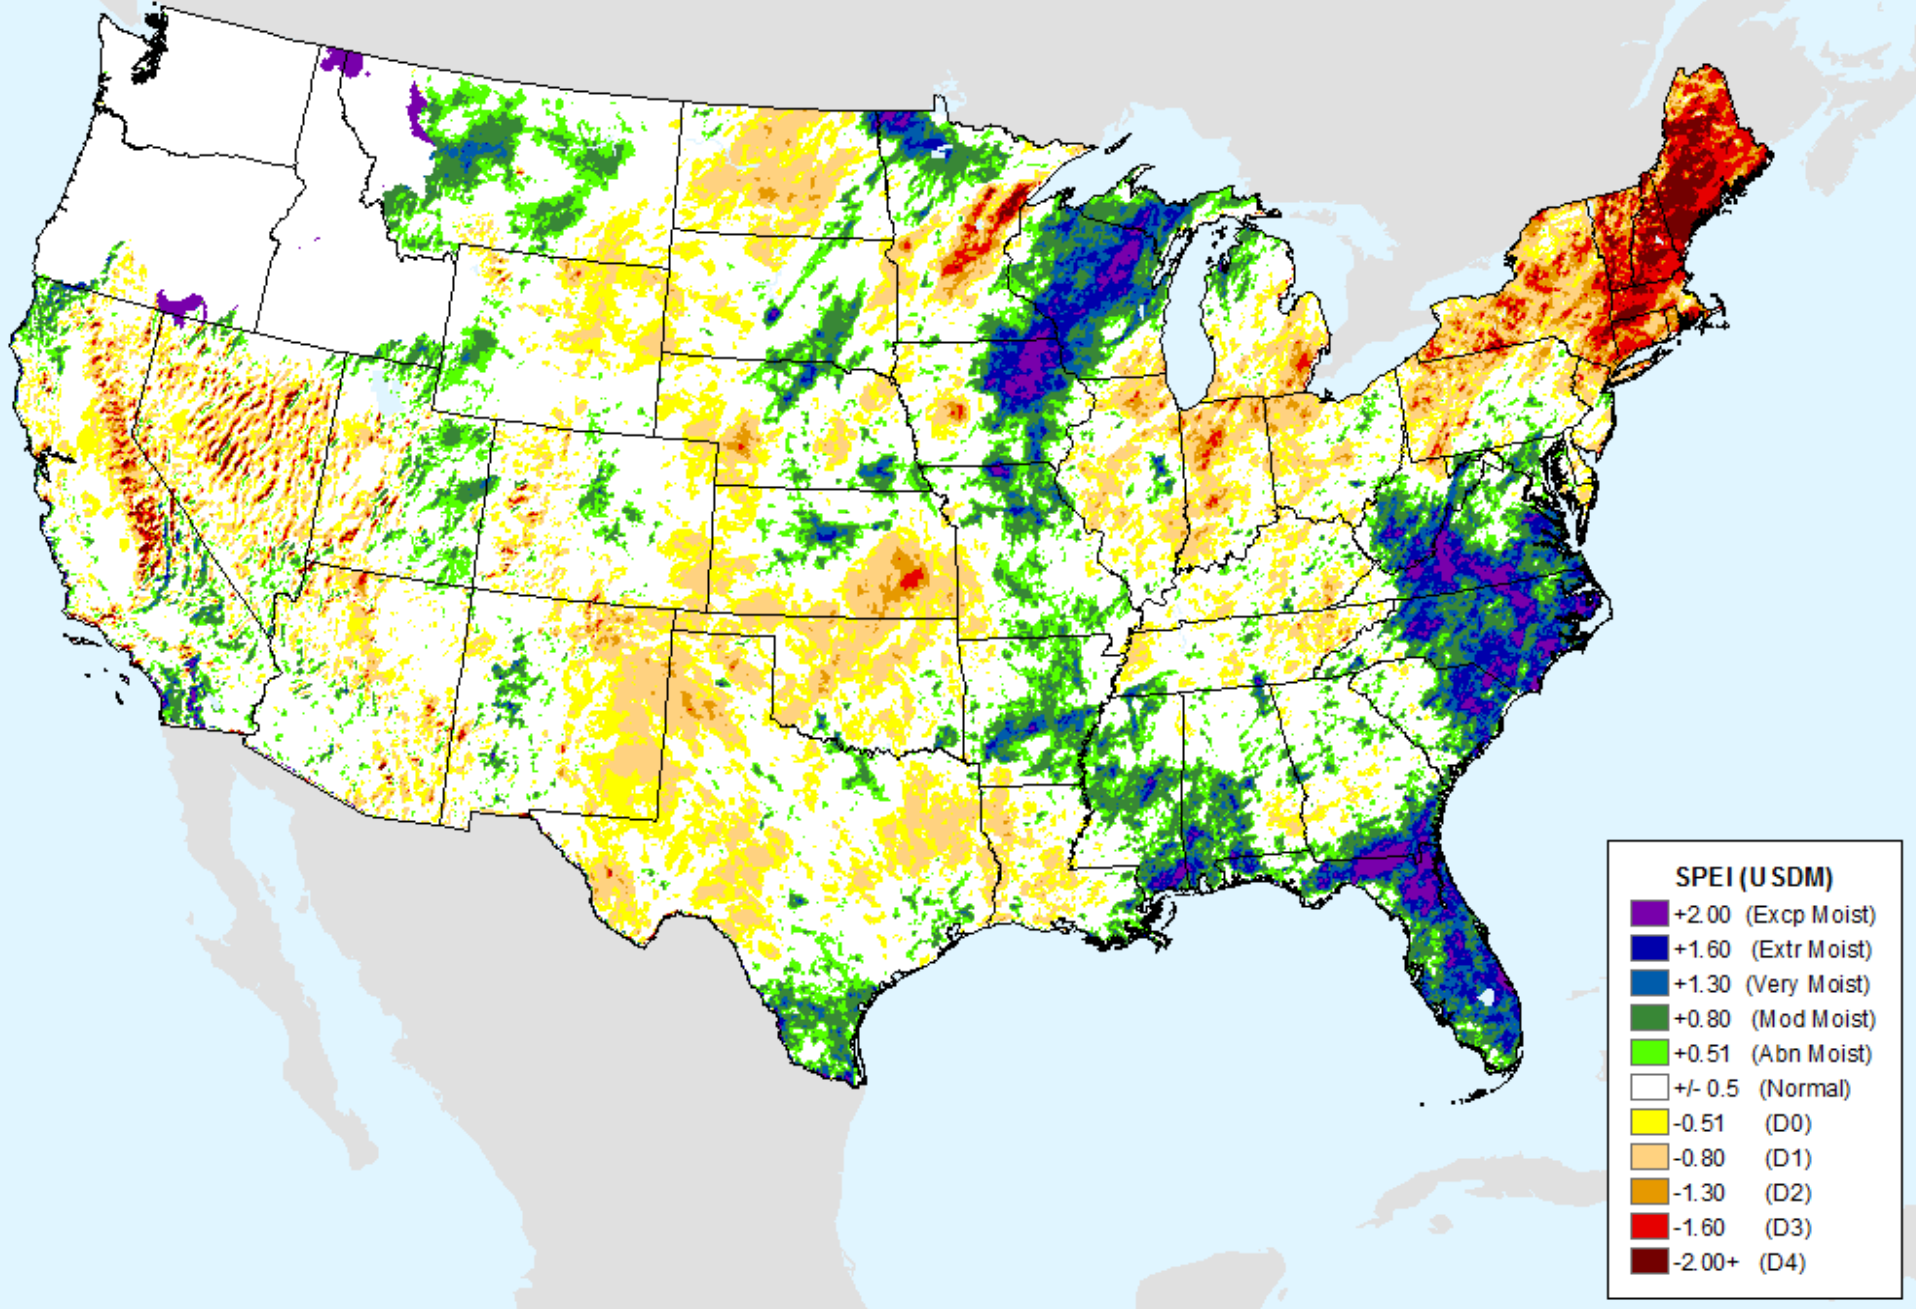 SPEI (USDM)
+2.00 (Excp Moist)
+1.60 (Extr Moist)
+1.30 (Very Moist)
+0.80 (Mod Moist)
+0.51 (Abn Moist)
+/- 0.5 (Normal)
-0.51 (D0)
-0.80 (D1)
-1.30 (D2)
-1.60 (D3)
-2.00+ (D4)